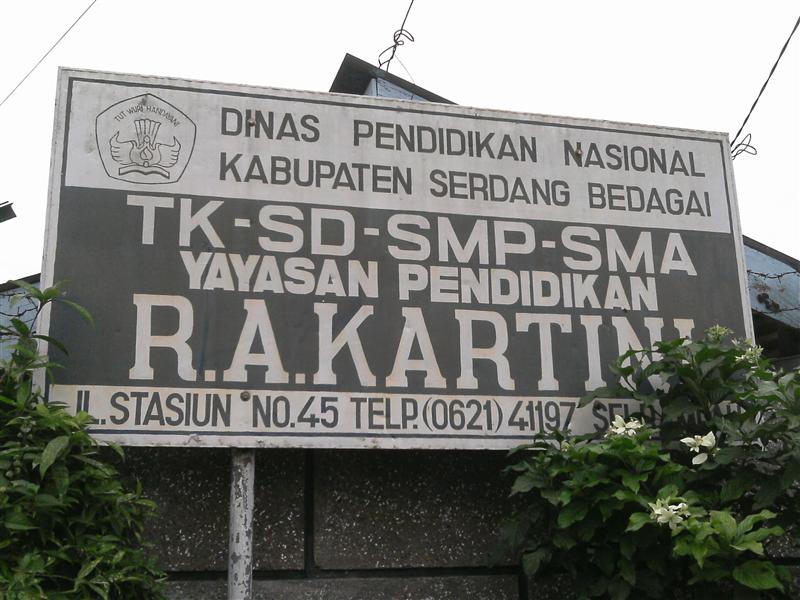 TUT WURI HANDAYANI
DINAS PENDIDIKAN NASIONAL
KABUPATEN SERDANG BEDAGAI
TK-SD-SMP-SMA
YAYASAN PENDIDIKAN
R.A.KARTINI
JL.STASIUN NO.45 TELP.(0621) 41197